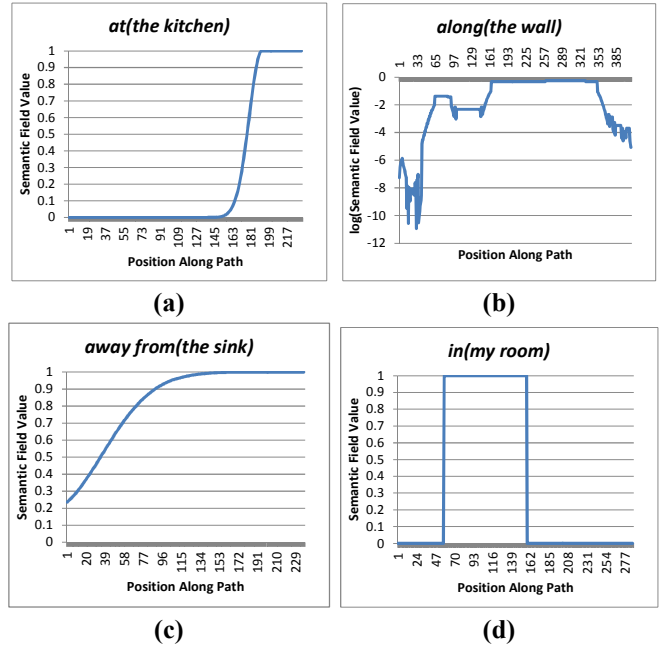 at(the kitchen)
Semantic Field Value
1
0.9
0.8
0.7
0.6
0.5
0.4
0.3
0.2
0.1
0
1 19 37 55 73 91 109 127 145 163 181 199 217
Position Along Path
(a)
along(the wall)
1 33 65 97 129 161 193 225 257 289 321 353 385
log(Semantic Field Value)
0
-2
-4
-6
-8
-10
-12
Position Along Path
(b)
away from(the sink)
Semantic Field Value
1
0.9
0.8
0.7
0.6
0.5
0.4
0.3
0.2
0.1
0
1 20 39 58 77 96 115 134 153 172 191 210 229
Position Along Path
(c)
in(my room)
Semantic Field Value
1
0.9
0.8
0.7
0.6
0.5
0.4
0.3
0.2
0.1
0
1 24 47 70 93 116 139 162 185 208 231 254 277
Position Along Path
(d)